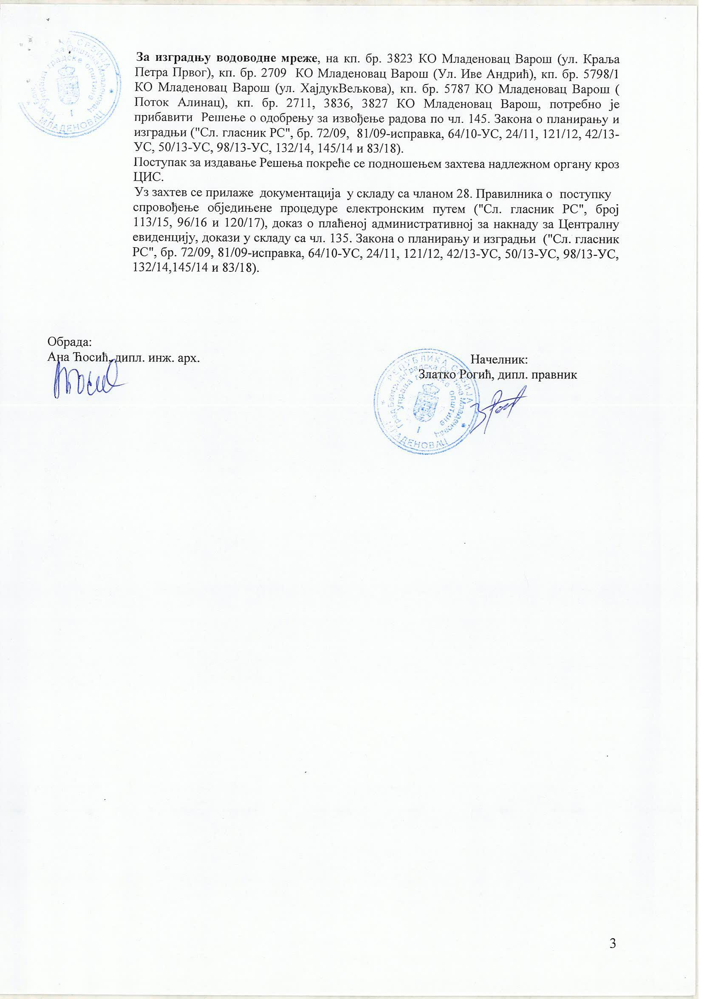 За изградњу водоводне мреже, на кп. бр. 3823 КО Младеновац Варош (ул. Краља
Петра Првог), кп. бр. 2709 КО Младеновац Варош (Ул. Иве Андрић), кп. бр. 5798/1
КО Младеновац Варош (ул. ХајдукВељкова), кп. бр. 5787 КО Младеновац Варош (
Поток Алинац), кп. бр. 2711, 3836, 3827 КО Младеновац Варош, потребно је
прибавити Решење о одобрењу за извођење радова по чл. 145. Закона о планирању и
изградњи ("Сл. гласник РС", бр. 72/09, 81/09-исправка, 64/10-УС, 24/11, 121/12, 42/13-
УС, 50/13-УС, 98/13-УС, 132/14, 145/14 и 83/18).
Поступак за издавање Решења покреће се подношењем захтева надлежном органу кроз
ЦИС.
Уз захтев се прилаже документација у складу са чланом 28. Правилника о поступку
спровођење обједињене процедуре електронским путем ("Сл. гласник РС", број
113/15, 96/16 и 120/17), доказ о плаћеној административној за накнаду за Централну
евиденцију, докази у складу са чл. 135. Закона о планирању и изградњи ("Сл. гласник
РС", бр. 72/09, 81/09-исправка, 64/10-УС, 24/11, 121/12, 42/13-УС, 50/13-УС, 98/13-УС,
132/14,145/14 и 83/18).
Обрада:
Ана Ћосић, дипл. инж. арх.
Начелник:
Златко Рогић, дипл. правник
РЕПУБЛИКА СРБИЈА
Град Београд-Градска Општина Младеновац
Управа градске општине
I
МЛАДЕНОВАЦ
3